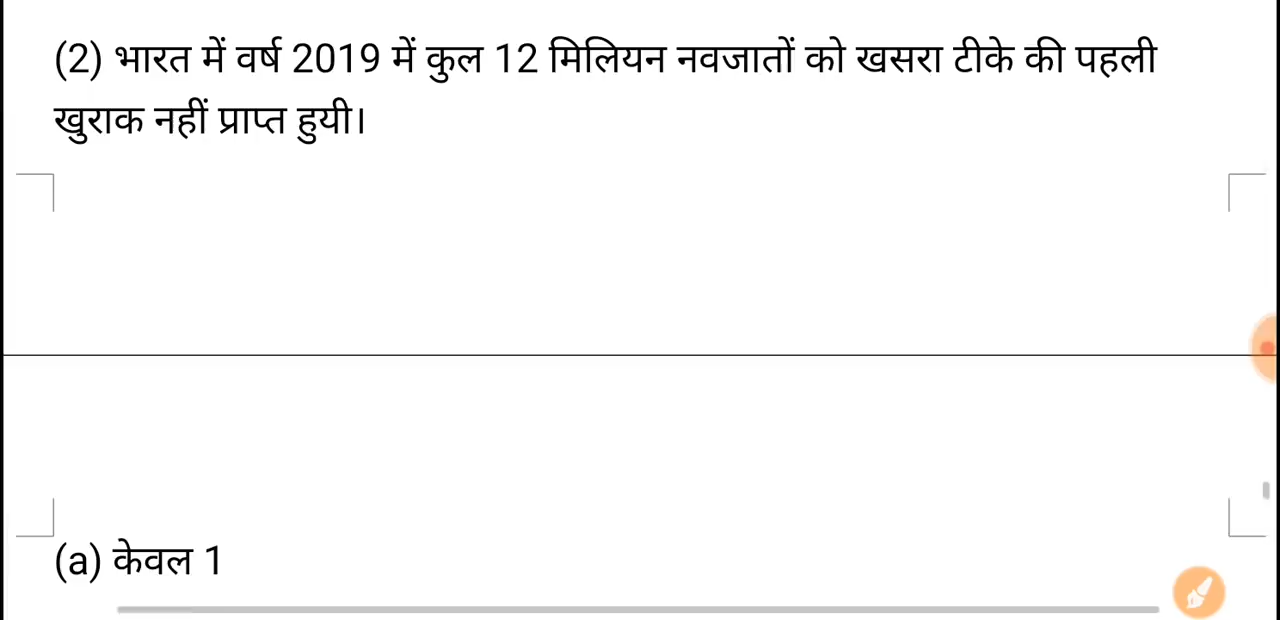 (2) भारत में वर्ष 2019 में कुल 12 मिलियन नवजातों को खसरा टीके की पहली
खुराक नहीं प्राप्त हुयी।
(a) केवल 1